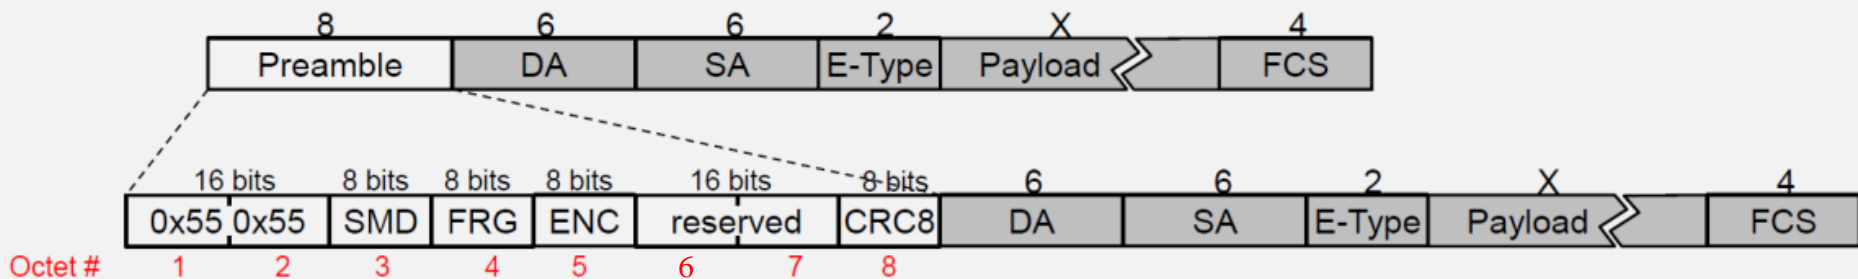 8 6 6 2 X 4
Preamble DA SA E-Type Payload FCS
16 bits 8 bits 8 bits 8 bits 16 bits 8 bits 6 6 2 X 4
0x55 0x55 SMD FRG ENC reserved CRC8 DA SA E-Type Payload FCS
Octet # 1 2 3 4 5 6 7 8